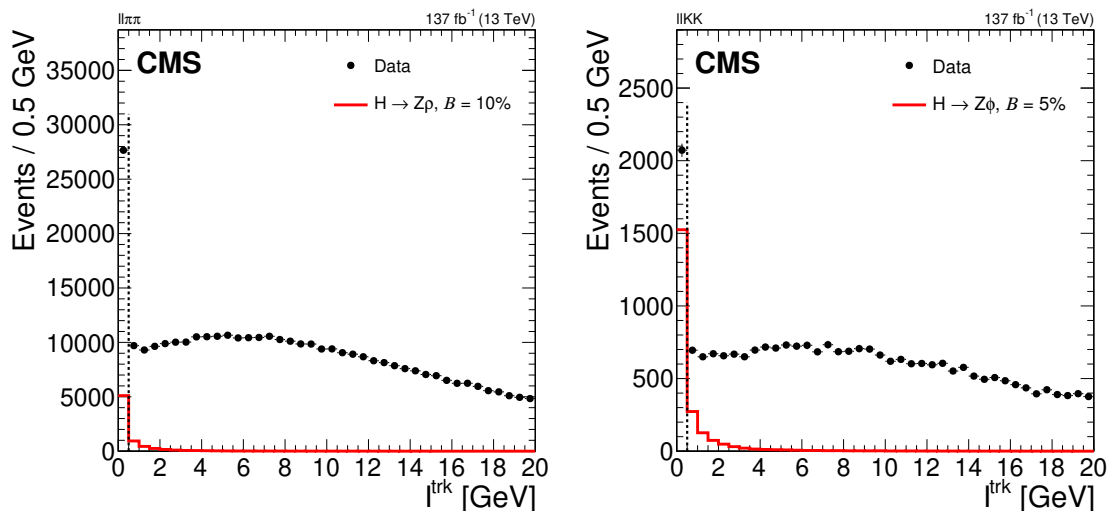 llππ 137 fb⁻¹ (13 TeV)
CMS
Data
H → Zρ, B = 10%
Events / 0.5 GeV
35000
30000
25000
20000
15000
10000
5000
0
0 2 4 6 8 10 12 14 16 18 20
I^trk [GeV]
llKK 137 fb⁻¹ (13 TeV)
CMS
Data
H → Zϕ, B = 5%
Events / 0.5 GeV
2500
2000
1500
1000
500
0
0 2 4 6 8 10 12 14 16 18 20
I^trk [GeV]